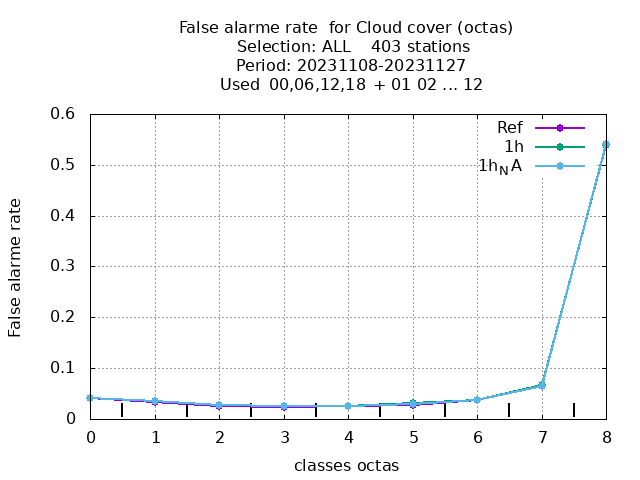 False alarme rate  for Cloud cover (octas)
Selection: ALL    403 stations
Period: 20231108-20231127
Used  00,06,12,18  + 01 02 ... 12
Ref
1h
1h_NA
False alarme rate
0.6
0.5
0.4
0.3
0.2
0.1
0
0 1 2 3 4 5 6 7 8
classes octas